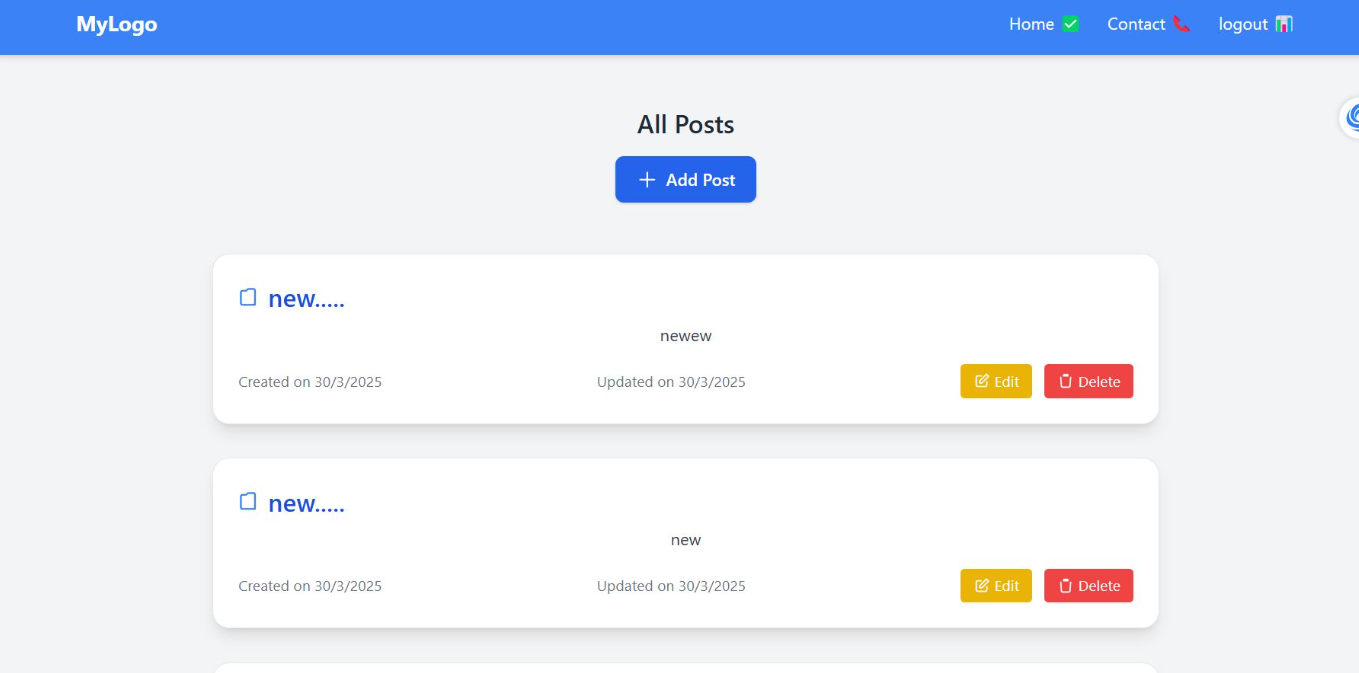 MyLogo
Home ✅ Contact 📞 logout 📊
All Posts
+ Add Post
new.....
newew
Created on 30/3/2025 Updated on 30/3/2025 Edit Delete
new.....
new
Created on 30/3/2025 Updated on 30/3/2025 Edit Delete